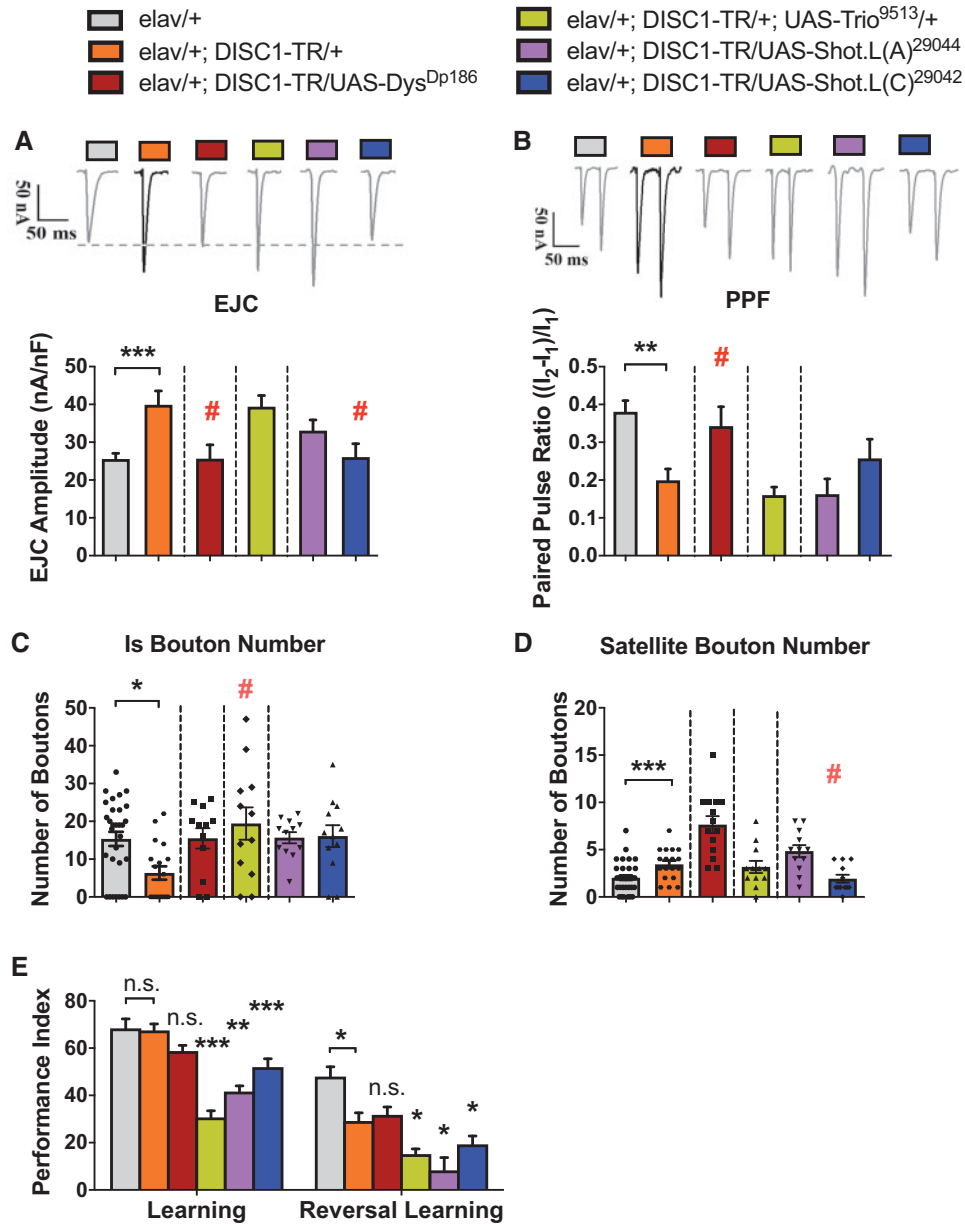 elav/+
elav/+; DISC1-TR/+
elav/+; DISC1-TR/UAS-Dys^Dp186
elav/+; DISC1-TR/+; UAS-Trio^9513/+
elav/+; DISC1-TR/UAS-Shot.L(A)^29044
elav/+; DISC1-TR/UAS-Shot.L(C)^29042
A
50 nA
50 ms
EJC
EJC Amplitude (nA/nF)
50
40
30
20
10
0
***
#
#
B
50 nA
50 ms
PPF
Paired Pulse Ratio ((I₂-I₁)/I₁)
0.5
0.4
0.3
0.2
0.1
0.0
**
#
C
Is Bouton Number
Number of Boutons
50
40
30
20
10
0
*
#
D
Satellite Bouton Number
Number of Boutons
20
15
10
5
0
***
#
E
Performance Index
80
60
40
20
0
n.s.
n.s.
***
**
***
*
n.s.
*
*
*
Learning
Reversal Learning